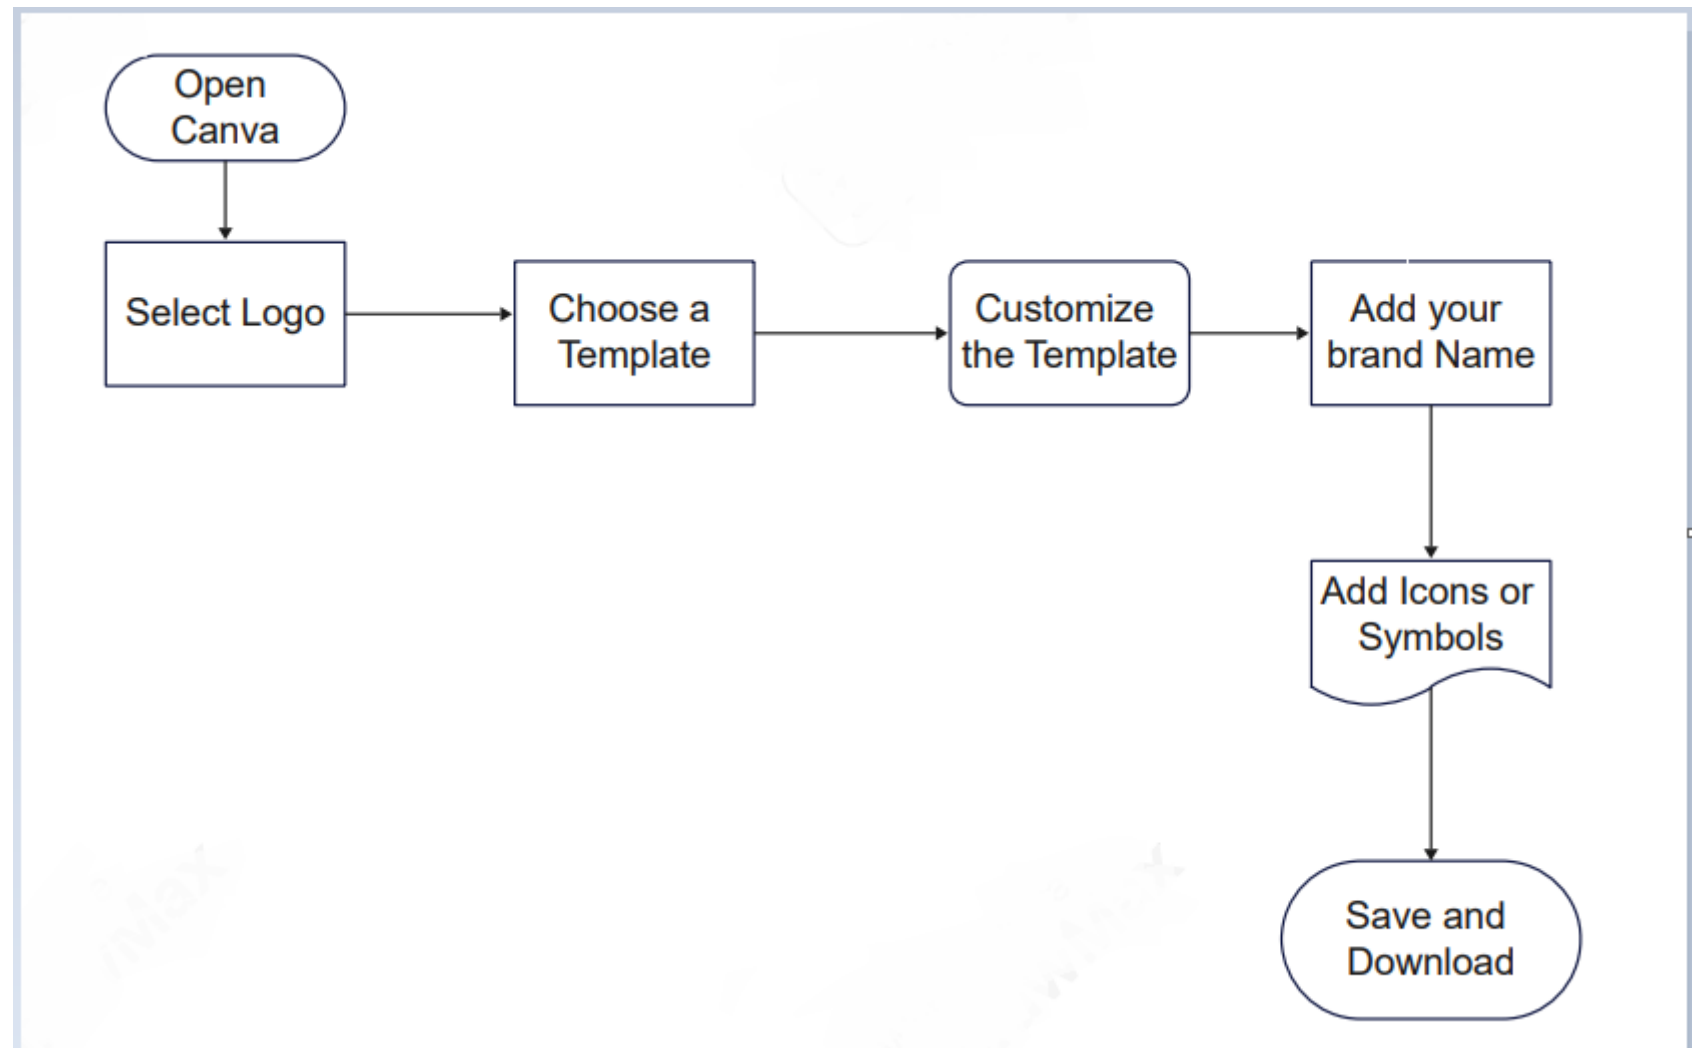 Open
Canva
Select Logo
Choose a
Template
Customize
the Template
Add your
brand Name
Add Icons or
Symbols
Save and
Download